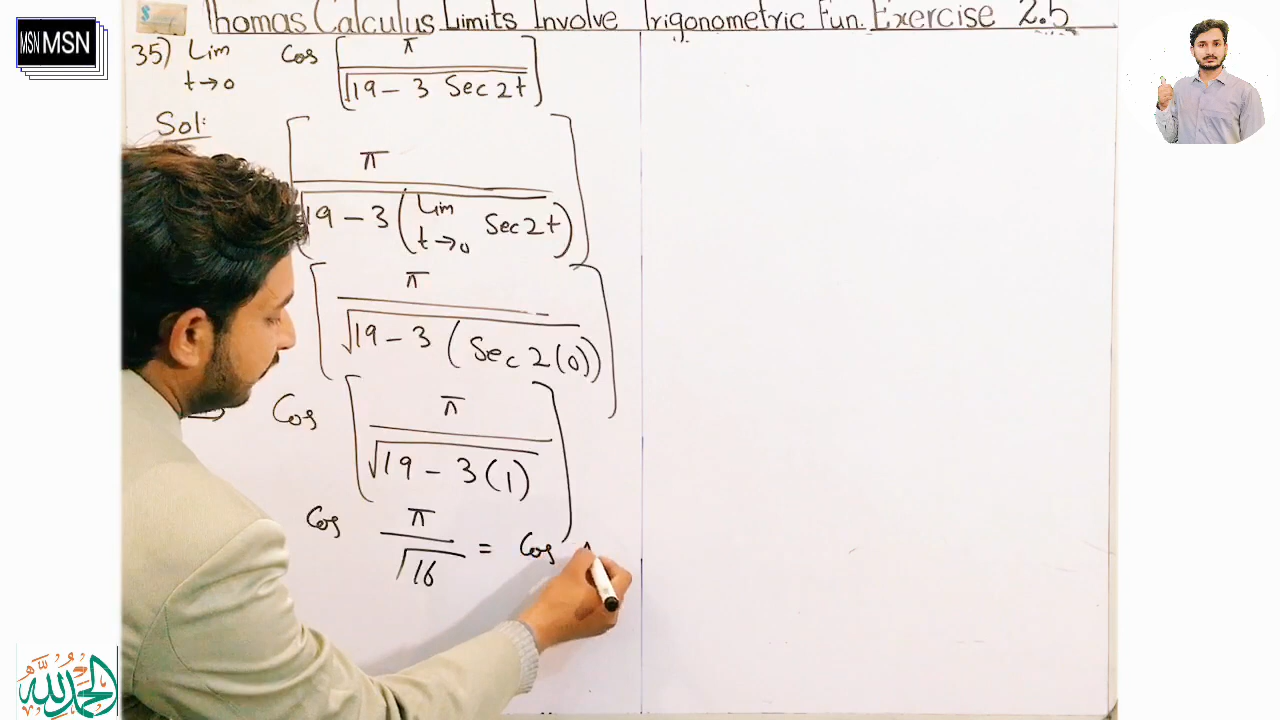 Thomas Calculus Limits Involve Trigonometric Fun. Exercise 2.5
MSN MSN
35) Lim t→0 Cos [π / √19 - 3 Sec 2t]
Sol:
[π / √19 - 3 (Lim t→0 Sec 2t)]
[π / √19 - 3 (Sec 2(0))]
→ Cos [π / √19 - 3(1)]
Cos π / √16 = Cos
الحمدللہ